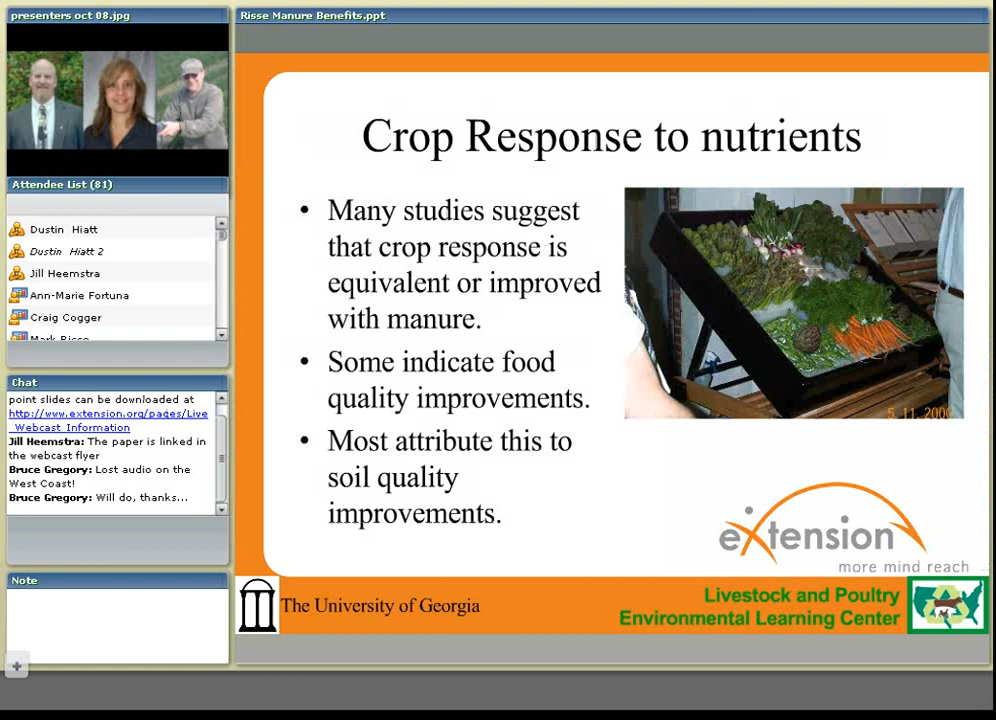 presenters oct 08.jpg
Attendee List (81)
Dustin Hiatt
Dustin Hiatt 2
Jill Heemstra
Ann-Marie Fortuna
Craig Cogger
Mark Risse
Chat
point slides can be downloaded at
http://www.extension.org/pages/Live
_Webcast_Information
Jill Heemstra: The paper is linked in
the webcast flyer
Bruce Gregory: Lost audio on the
West Coast!
Bruce Gregory: Will do, thanks...
Note
Risse Manure Benefits.ppt
Crop Response to nutrients
• Many studies suggest
that crop response is
equivalent or improved
with manure.
• Some indicate food
quality improvements.
• Most attribute this to
soil quality
improvements.
eXtension
more mind reach
The University of Georgia
Livestock and Poultry
Environmental Learning Center